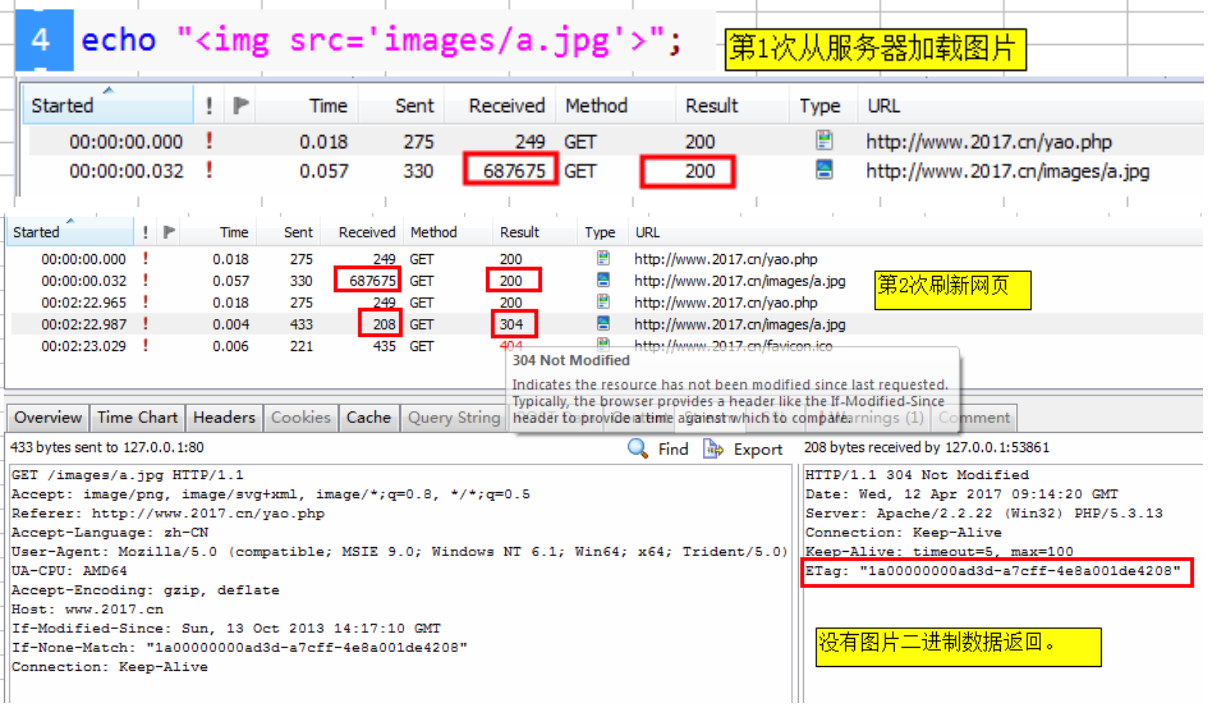 4 echo "<img src='images/a.jpg'>";
第1次从服务器加载图片
Started ! Time Sent Received Method Result Type URL
00:00:00.000 ! 0.018 275 249 GET 200 http://www.2017.cn/yao.php
00:00:00.032 ! 0.057 330 687675 GET 200 http://www.2017.cn/images/a.jpg
Started ! Time Sent Received Method Result Type URL
00:00:00.000 ! 0.018 275 249 GET 200 http://www.2017.cn/yao.php
00:00:00.032 ! 0.057 330 687675 GET 200 http://www.2017.cn/images/a.jpg
第2次刷新网页
00:02:22.965 ! 0.018 275 249 GET 200 http://www.2017.cn/yao.php
00:02:22.987 ! 0.004 433 208 GET 304 http://www.2017.cn/images/a.jpg
00:02:23.029 ! 0.006 221 435 GET 404 http://www.2017.cn/favicon.ico
304 Not Modified
Indicates the resource has not been modified since last requested.
Typically, the browser provides a header like the If-Modified-Since
header to provide a time against which to compare.
Overview Time Chart Headers Cookies Cache Query String Warnings (1) Comment
433 bytes sent to 127.0.0.1:80
Find Export
208 bytes received by 127.0.0.1:53861
GET /images/a.jpg HTTP/1.1
Accept: image/png, image/svg+xml, image/*;q=0.8, */*;q=0.5
Referer: http://www.2017.cn/yao.php
Accept-Language: zh-CN
User-Agent: Mozilla/5.0 (compatible; MSIE 9.0; Windows NT 6.1; Win64; x64; Trident/5.0)
UA-CPU: AMD64
Accept-Encoding: gzip, deflate
Host: www.2017.cn
If-Modified-Since: Sun, 13 Oct 2013 14:17:10 GMT
If-None-Match: "1a00000000ad3d-a7cff-4e8a001de4208"
Connection: Keep-Alive
HTTP/1.1 304 Not Modified
Date: Wed, 12 Apr 2017 09:14:20 GMT
Server: Apache/2.2.22 (Win32) PHP/5.3.13
Connection: Keep-Alive
Keep-Alive: timeout=5, max=100
ETag: "1a00000000ad3d-a7cff-4e8a001de4208"
没有图片二进制数据返回。